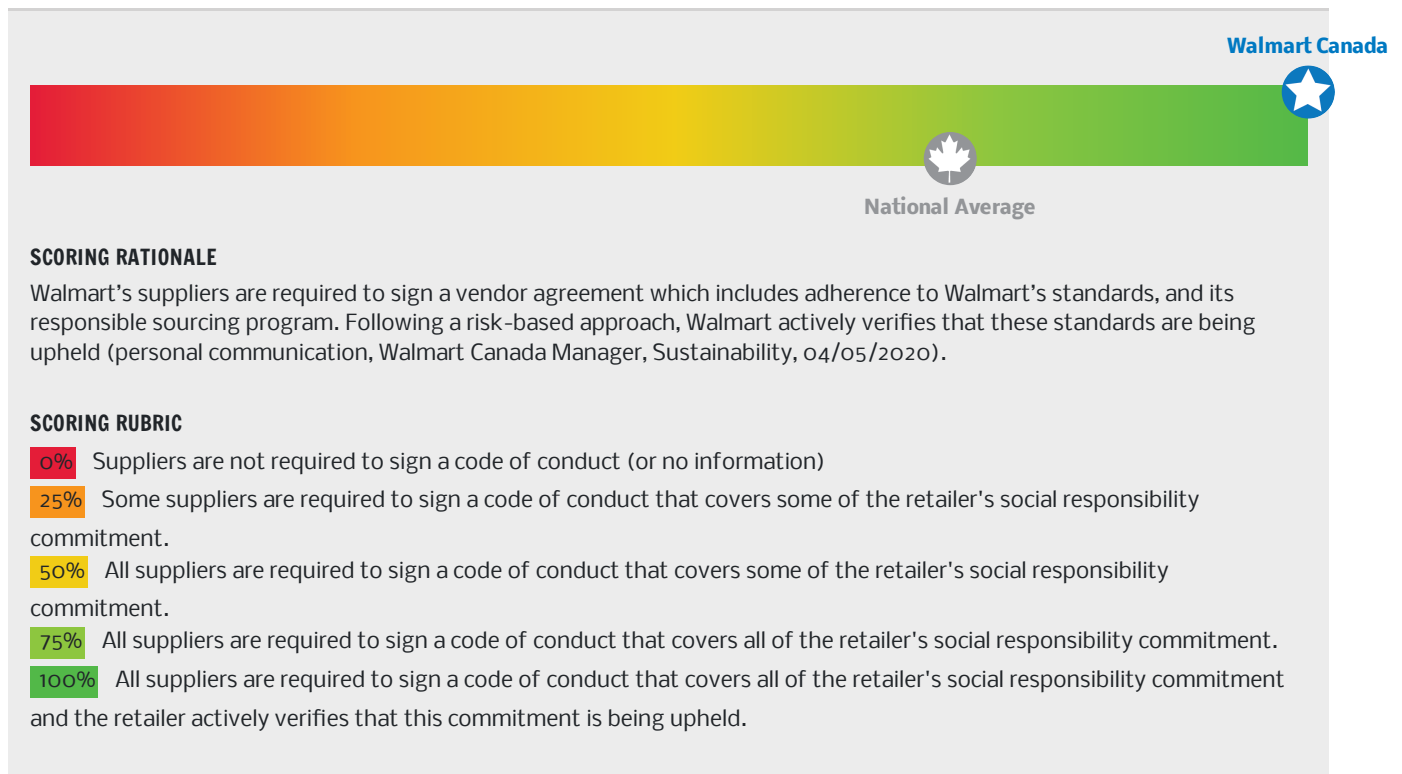 Walmart Canada
National Average
SCORING RATIONALE
Walmart's suppliers are required to sign a vendor agreement which includes adherence to Walmart's standards, and its
responsible sourcing program. Following a risk-based approach, Walmart actively verifies that these standards are being
upheld (personal communication, Walmart Canada Manager, Sustainability, 04/05/2020).
SCORING RUBRIC
0% Suppliers are not required to sign a code of conduct (or no information)
25% Some suppliers are required to sign a code of conduct that covers some of the retailer's social responsibility
commitment.
50% All suppliers are required to sign a code of conduct that covers some of the retailer's social responsibility
commitment.
75% All suppliers are required to sign a code of conduct that covers all of the retailer's social responsibility commitment.
100% All suppliers are required to sign a code of conduct that covers all of the retailer's social responsibility commitment
and the retailer actively verifies that this commitment is being upheld.